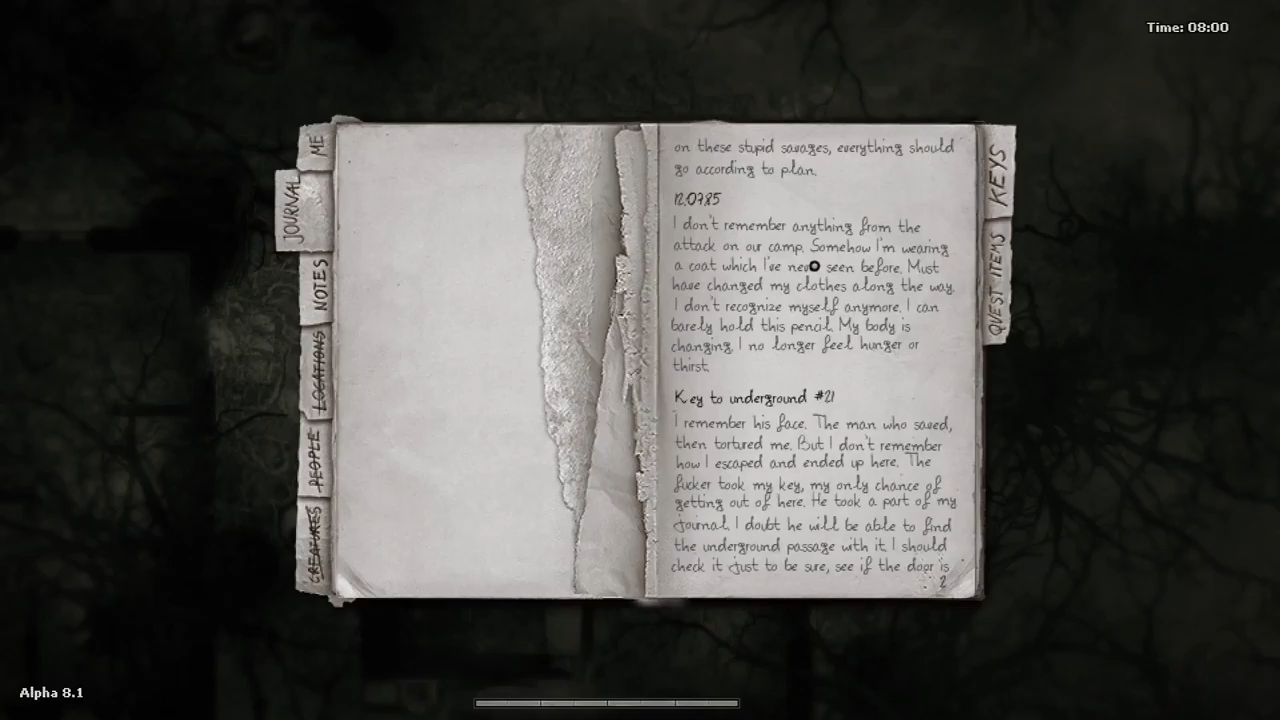 Time: 08:00
ME
JOURNAL
NOTES
LOCATIONS
PEOPLE
CREATURES
on these stupid savages, everything should
go according to plan.
12.07.85
I don't remember anything from the
attack on our camp. Somehow I'm wearing
a coat which I've never seen before. Must
have changed my clothes along the way.
I don't recognize myself anymore. I can
barely hold this pencil. My body is
changing. I no longer feel hunger or
thirst.
Key to underground #21
I remember his face. The man who saved,
then tortured me. But I don't remember
how I escaped and ended up here. The
fucker took my key, my only chance of
getting out of here. He took a part of my
journal. I doubt he will be able to find
the underground passage with it. I should
check it just to be sure, see if the door is
2
KEYS
QUEST ITEMS
Alpha 8.1